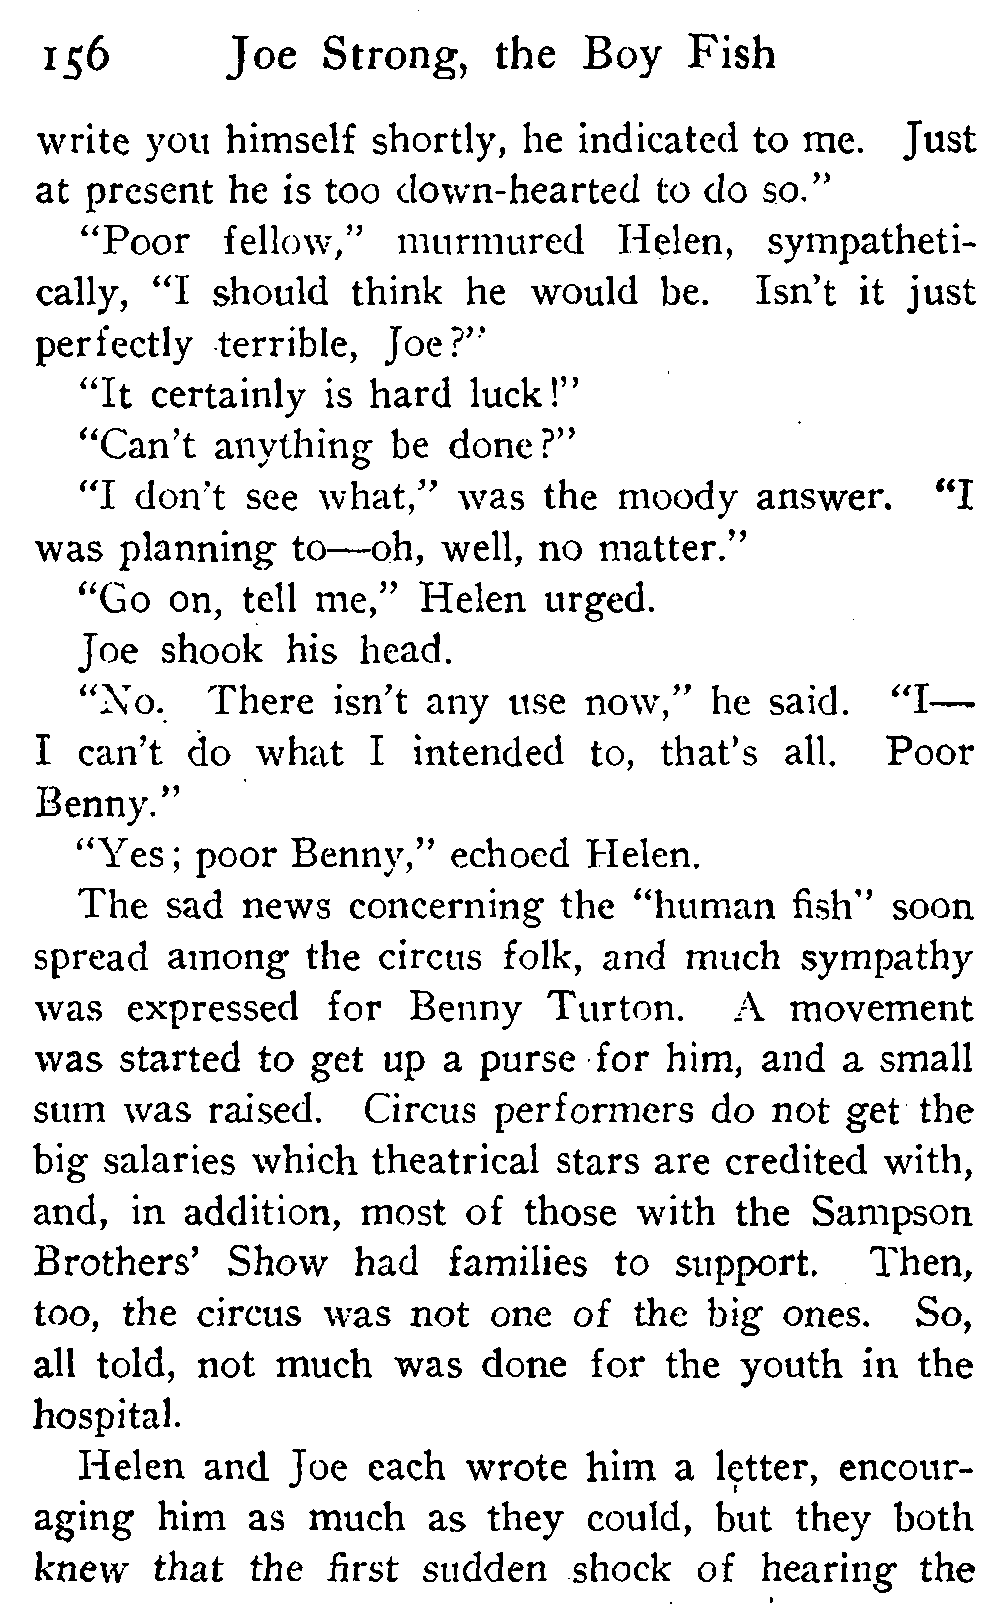 156 Joe Strong, the Boy Fish
write you himself shortly, he indicated to me. Just
at present he is too down-hearted to do so."
"Poor fellow," murmured Helen, sympatheti-
cally, "I should think he would be. Isn't it just
perfectly terrible, Joe?"
"It certainly is hard luck!"
"Can't anything be done?"
"I don't see what," was the moody answer. "I
was planning to—oh, well, no matter."
"Go on, tell me," Helen urged.
Joe shook his head.
"No. There isn't any use now," he said. "I—
I can't do what I intended to, that's all. Poor
Benny."
"Yes; poor Benny," echoed Helen.
The sad news concerning the "human fish" soon
spread among the circus folk, and much sympathy
was expressed for Benny Turton. A movement
was started to get up a purse for him, and a small
sum was raised. Circus performers do not get the
big salaries which theatrical stars are credited with,
and, in addition, most of those with the Sampson
Brothers' Show had families to support. Then,
too, the circus was not one of the big ones. So,
all told, not much was done for the youth in the
hospital.
Helen and Joe each wrote him a letter, encour-
aging him as much as they could, but they both
knew that the first sudden shock of hearing the